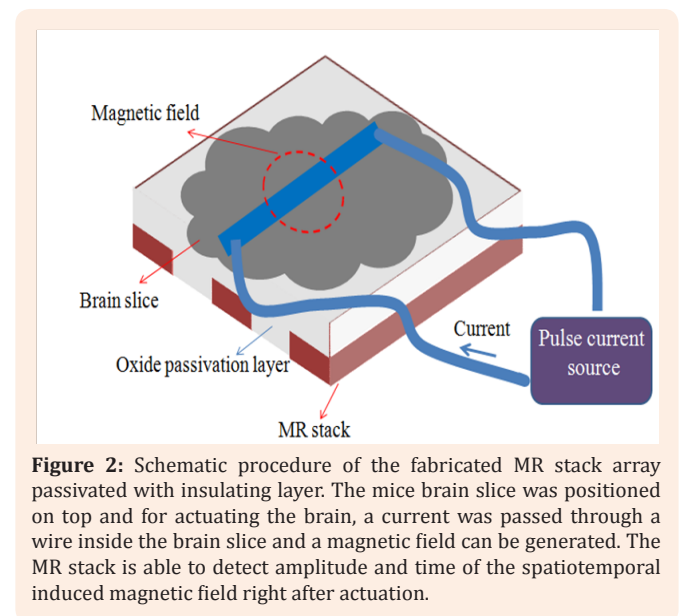 Magnetic field
Brain slice
Oxide passivation layer
MR stack
Current
Pulse current
source
Figure 2: Schematic procedure of the fabricated MR stack array
passivated with insulating layer. The mice brain slice was positioned
on top and for actuating the brain, a current was passed through a
wire inside the brain slice and a magnetic field can be generated. The
MR stack is able to detect amplitude and time of the spatiotemporal
induced magnetic field right after actuation.